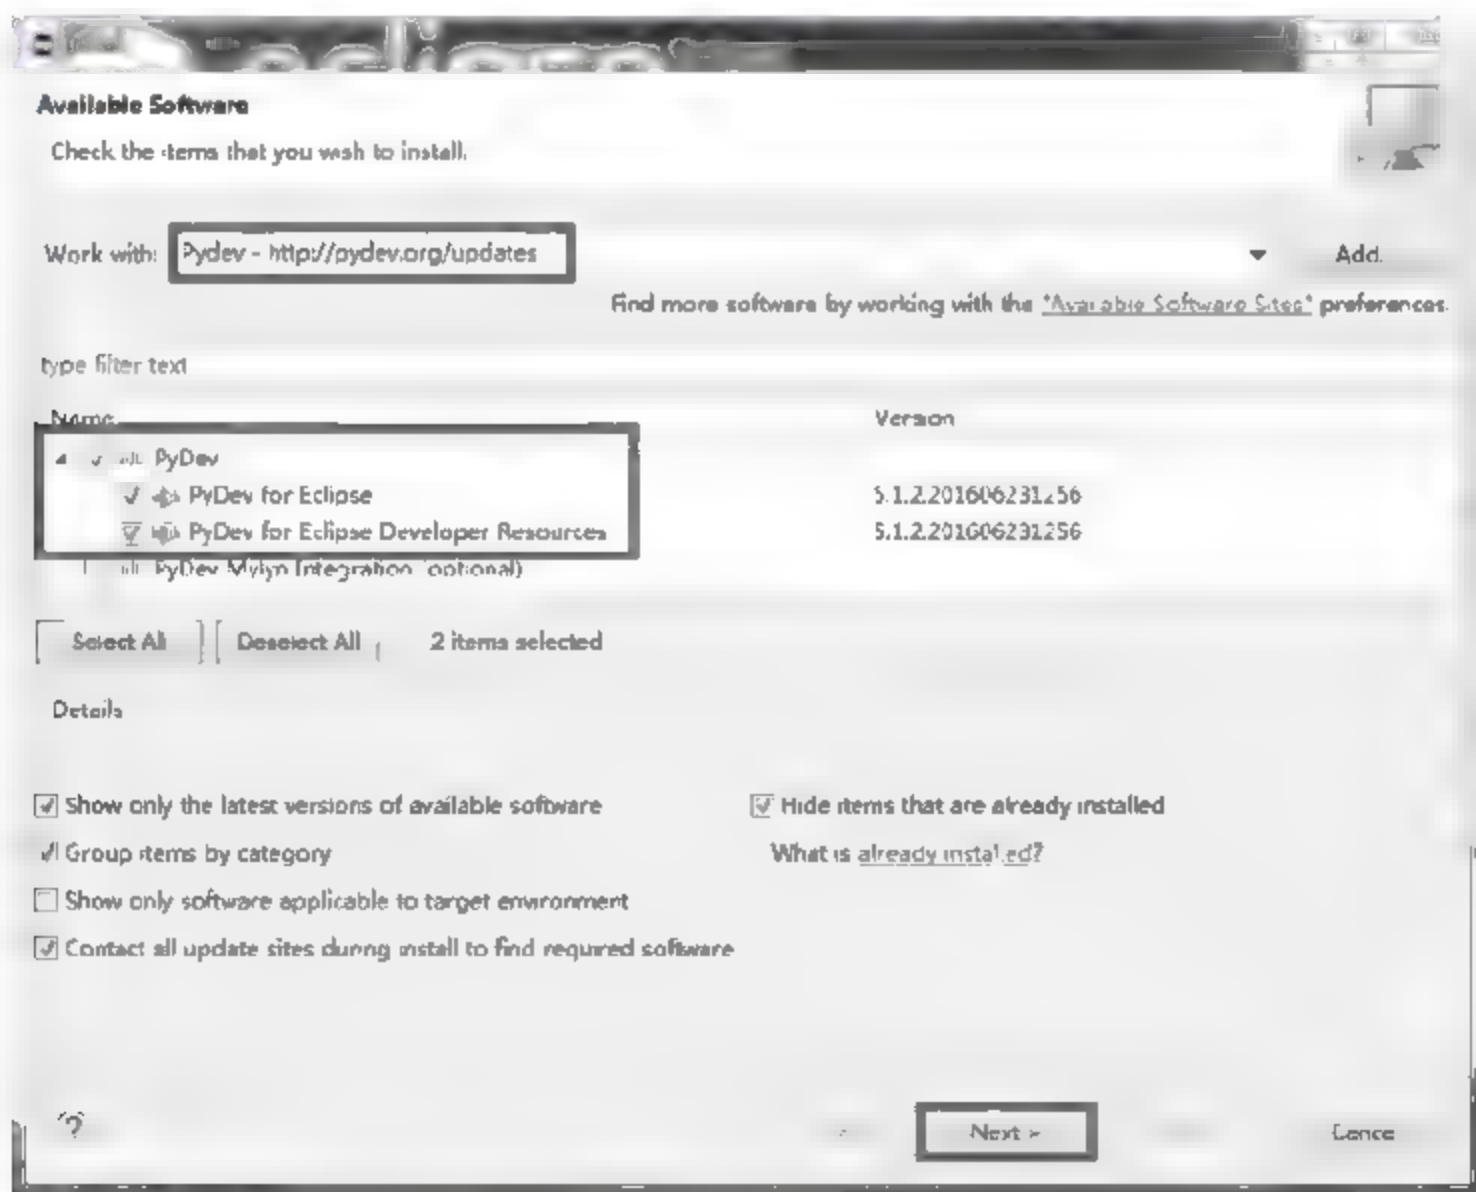 Available Software
Check the items that you wish to install.
Work with: Pydev - http://pydev.org/updates Add.
Find more software by working with the "Available Software Sites" preferences.
type filter text
Name Version
PyDev
PyDev for Eclipse 5.1.2.201606231256
PyDev for Eclipse Developer Resources 5.1.2.201606231256
PyDev Mylyn Integration (optional)
Select All Deselect All 2 items selected
Details
Show only the latest versions of available software Hide items that are already installed
Group items by category What is already installed?
Show only software applicable to target environment
Contact all update sites during install to find required software
? Next > Cancel